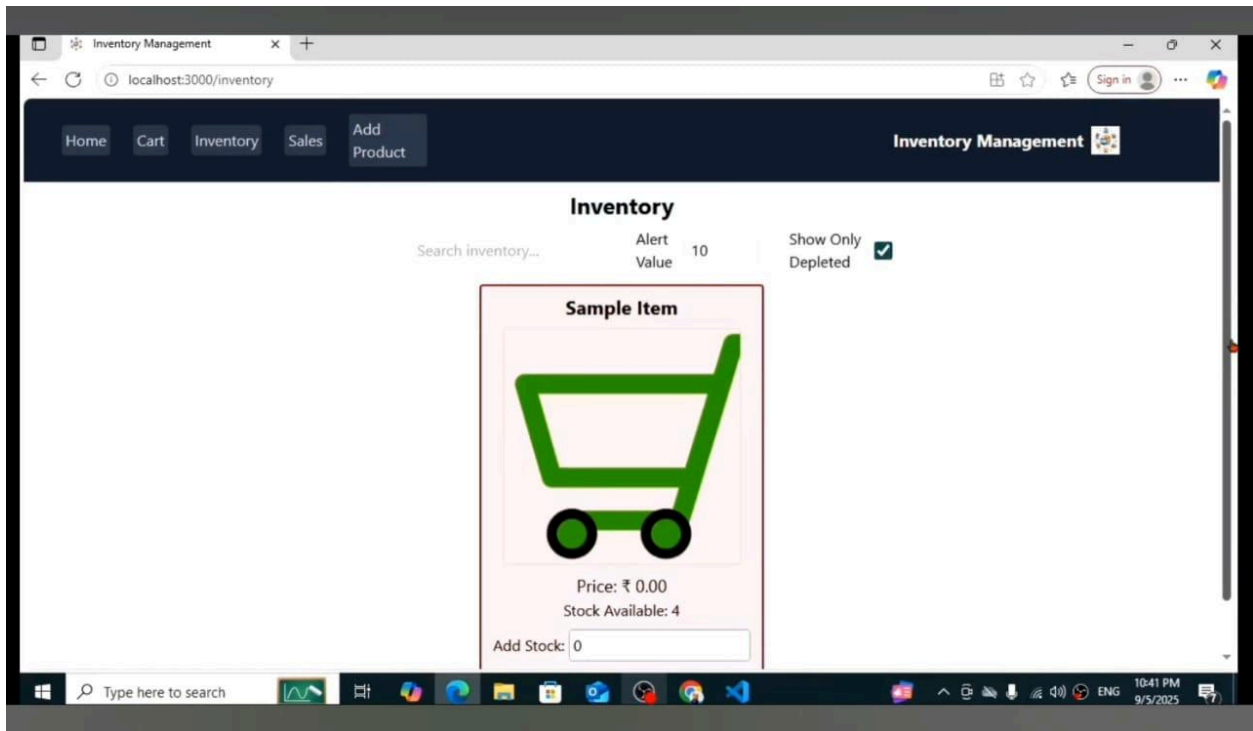 Inventory Management
localhost:3000/inventory
Sign in
Home Cart Inventory Sales Add Product
Inventory Management
Inventory
Search inventory... Alert Value 10 Show Only Depleted
Sample Item
Price: ₹ 0.00
Stock Available: 4
Add Stock: 0
Type here to search
ENG
10:41 PM
9/5/2025
7